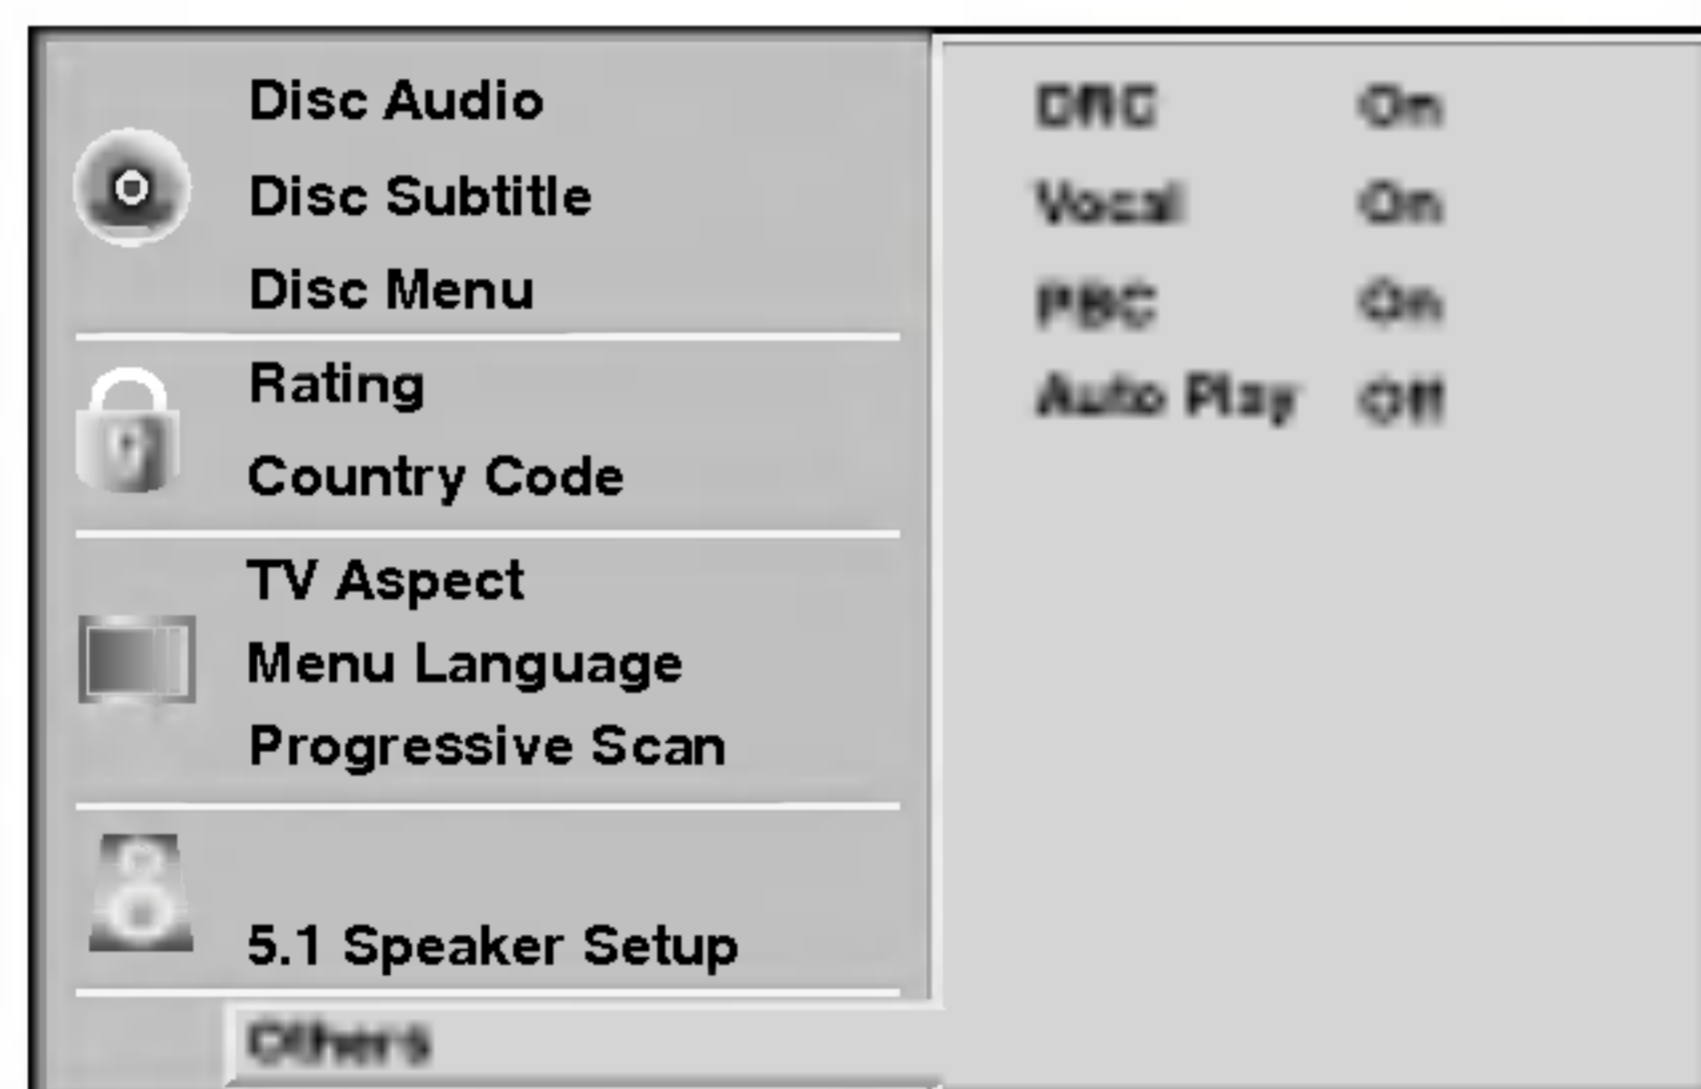 Disc Audio
Disc Subtitle
Disc Menu
Rating
Country Code
TV Aspect
Menu Language
Progressive Scan
5.1 Speaker Setup
Others
DRC On
Vocal On
PBC On
Auto Play Off